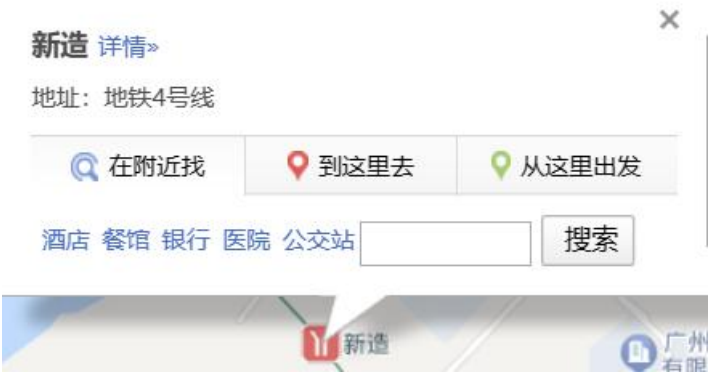 新造 详情»
地址：地铁4号线
在附近找 到这里去 从这里出发
酒店 餐馆 银行 医院 公交站 搜索
新造
广州
有限